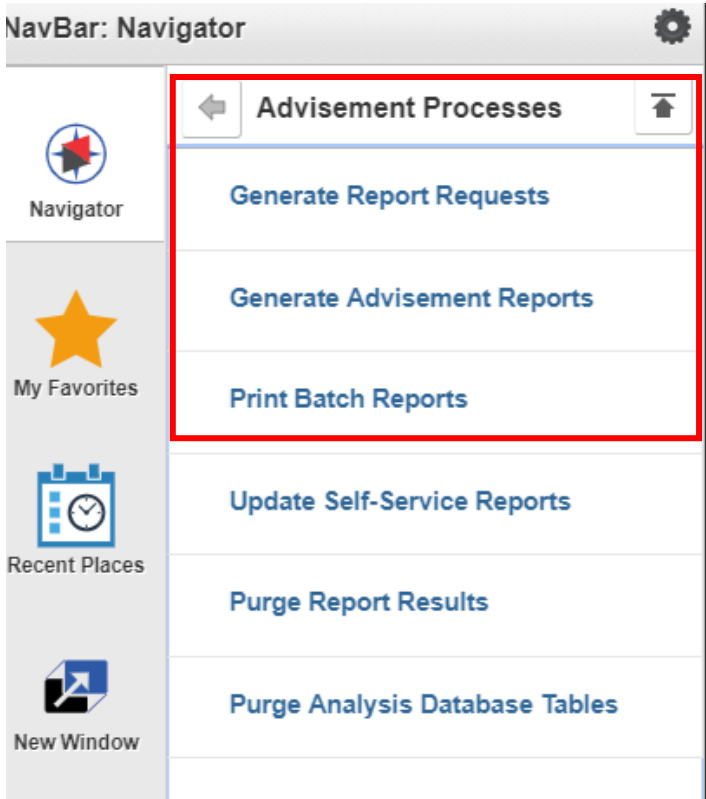 NavBar: Navigator
Advisement Processes
Navigator
Generate Report Requests
Generate Advisement Reports
My Favorites
Print Batch Reports
Update Self-Service Reports
Recent Places
Purge Report Results
Purge Analysis Database Tables
New Window